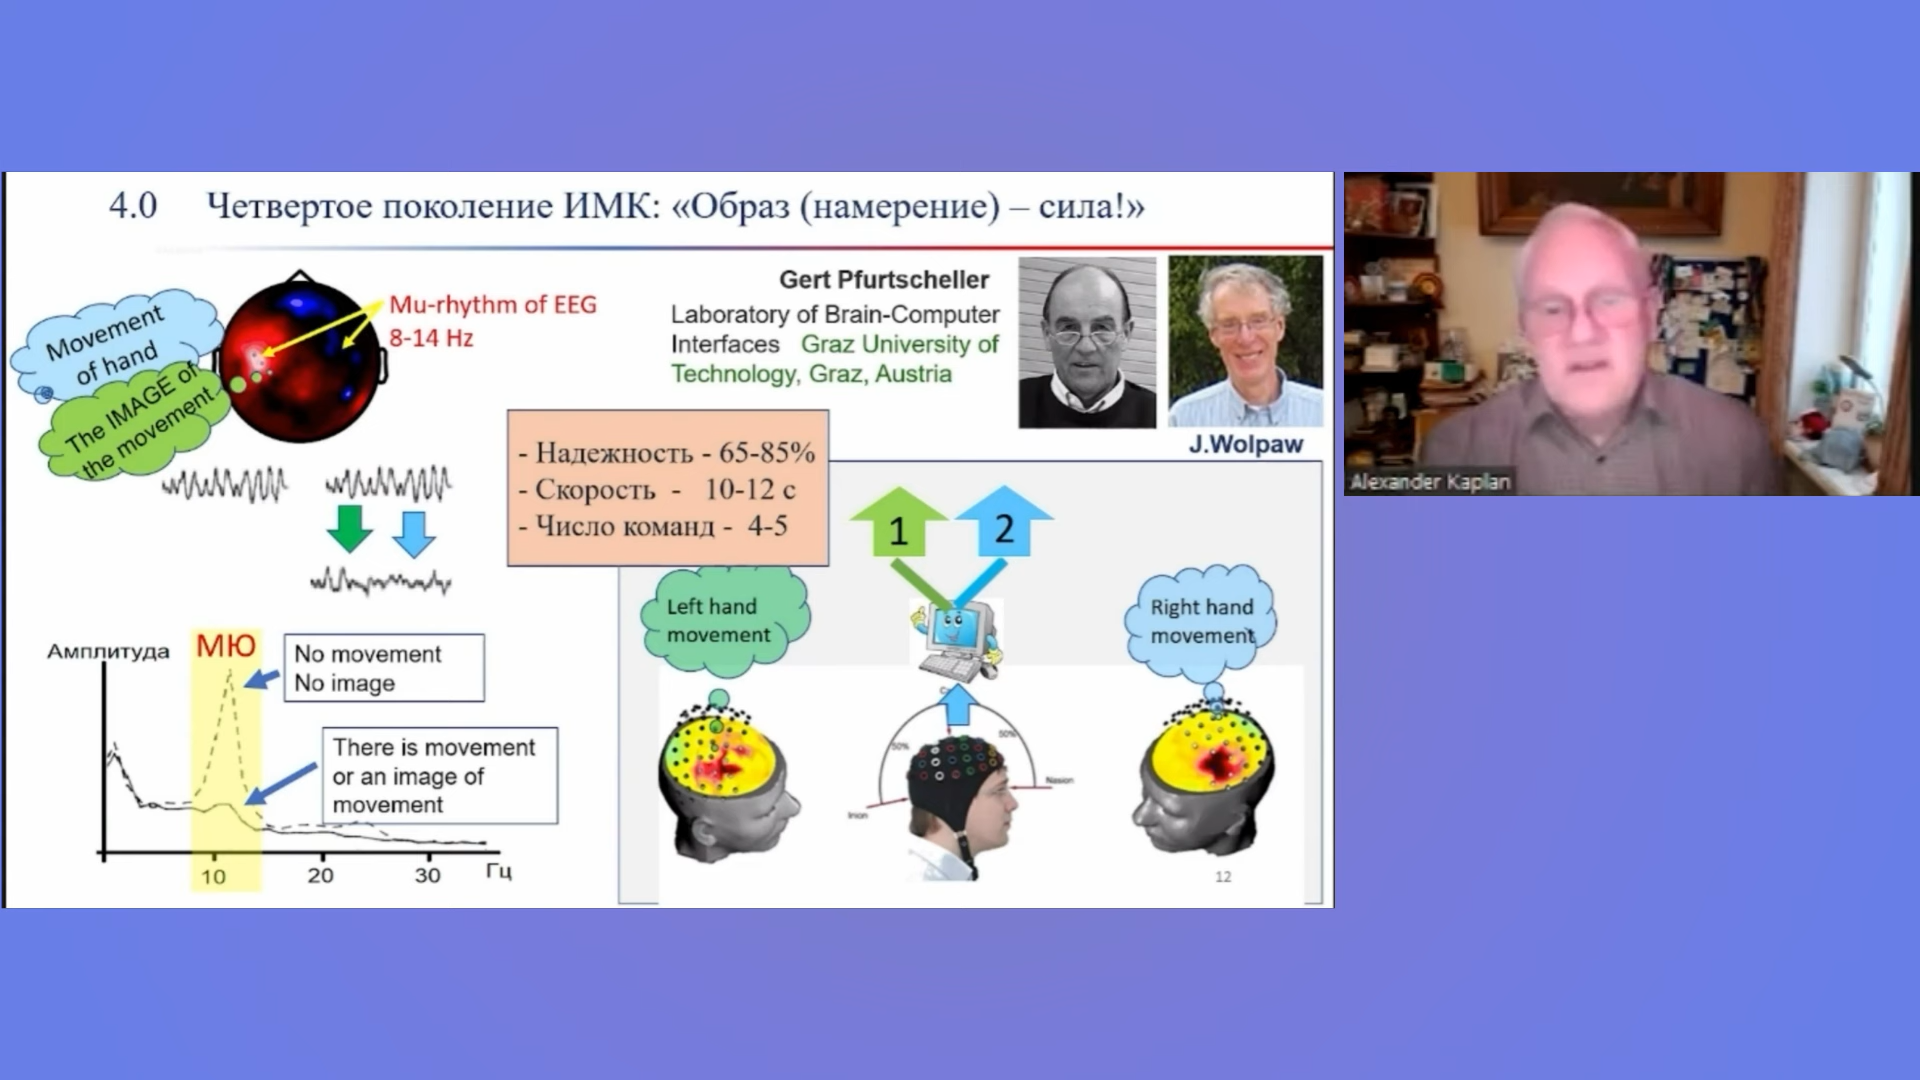 4.0 Четвертое поколение ИМК: «Образ (намерение) – сила!»
Movement
of hand
The IMAGE of
the movement
Mu-rhythm of EEG
8-14 Hz
Gert Pfurtscheller
Laboratory of Brain-Computer
Interfaces Graz University of
Technology, Graz, Austria
J.Wolpaw
- Надежность - 65-85%
- Скорость - 10-12 с
- Число команд - 4-5
1
2
Left hand
movement
Right hand
movement
Амплитуда
МЮ
No movement
No image
There is movement
or an image of
movement
10
20
30
Гц
50%
50%
Inion
Nasion
12
Alexander Kaplan